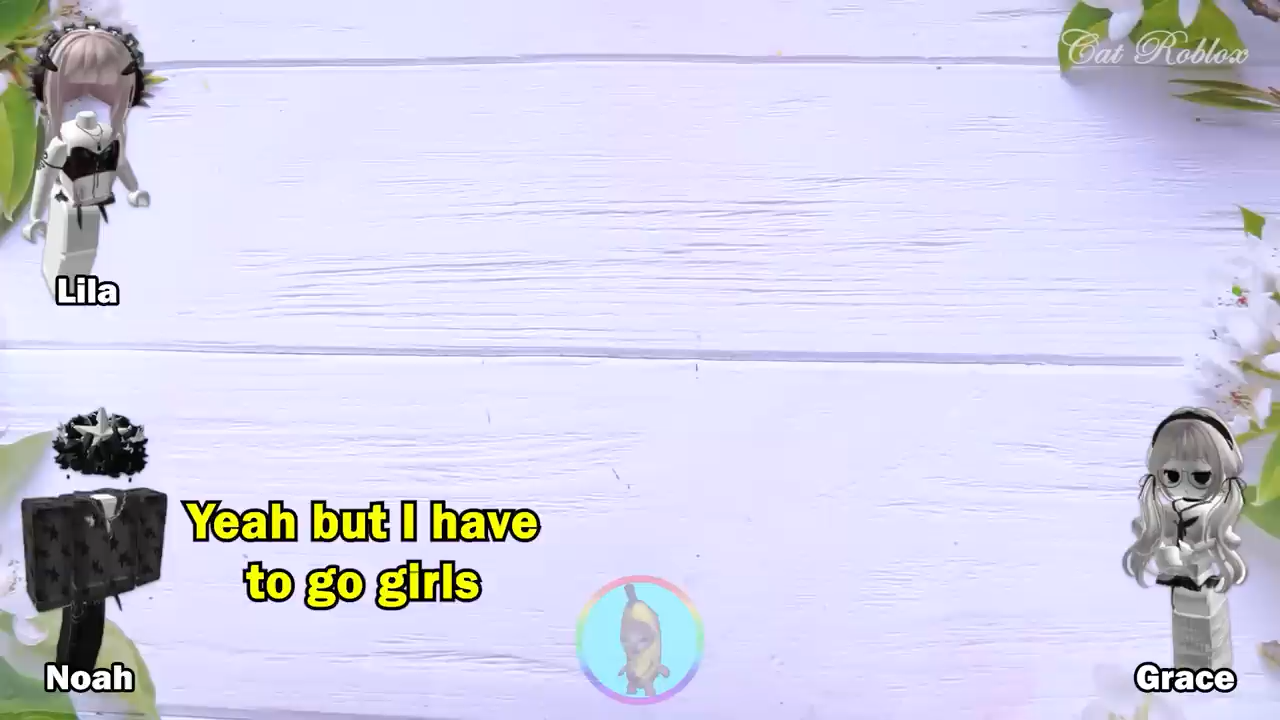 Cat Roblox
Lila
Yeah but I have
to go girls
Noah
Grace